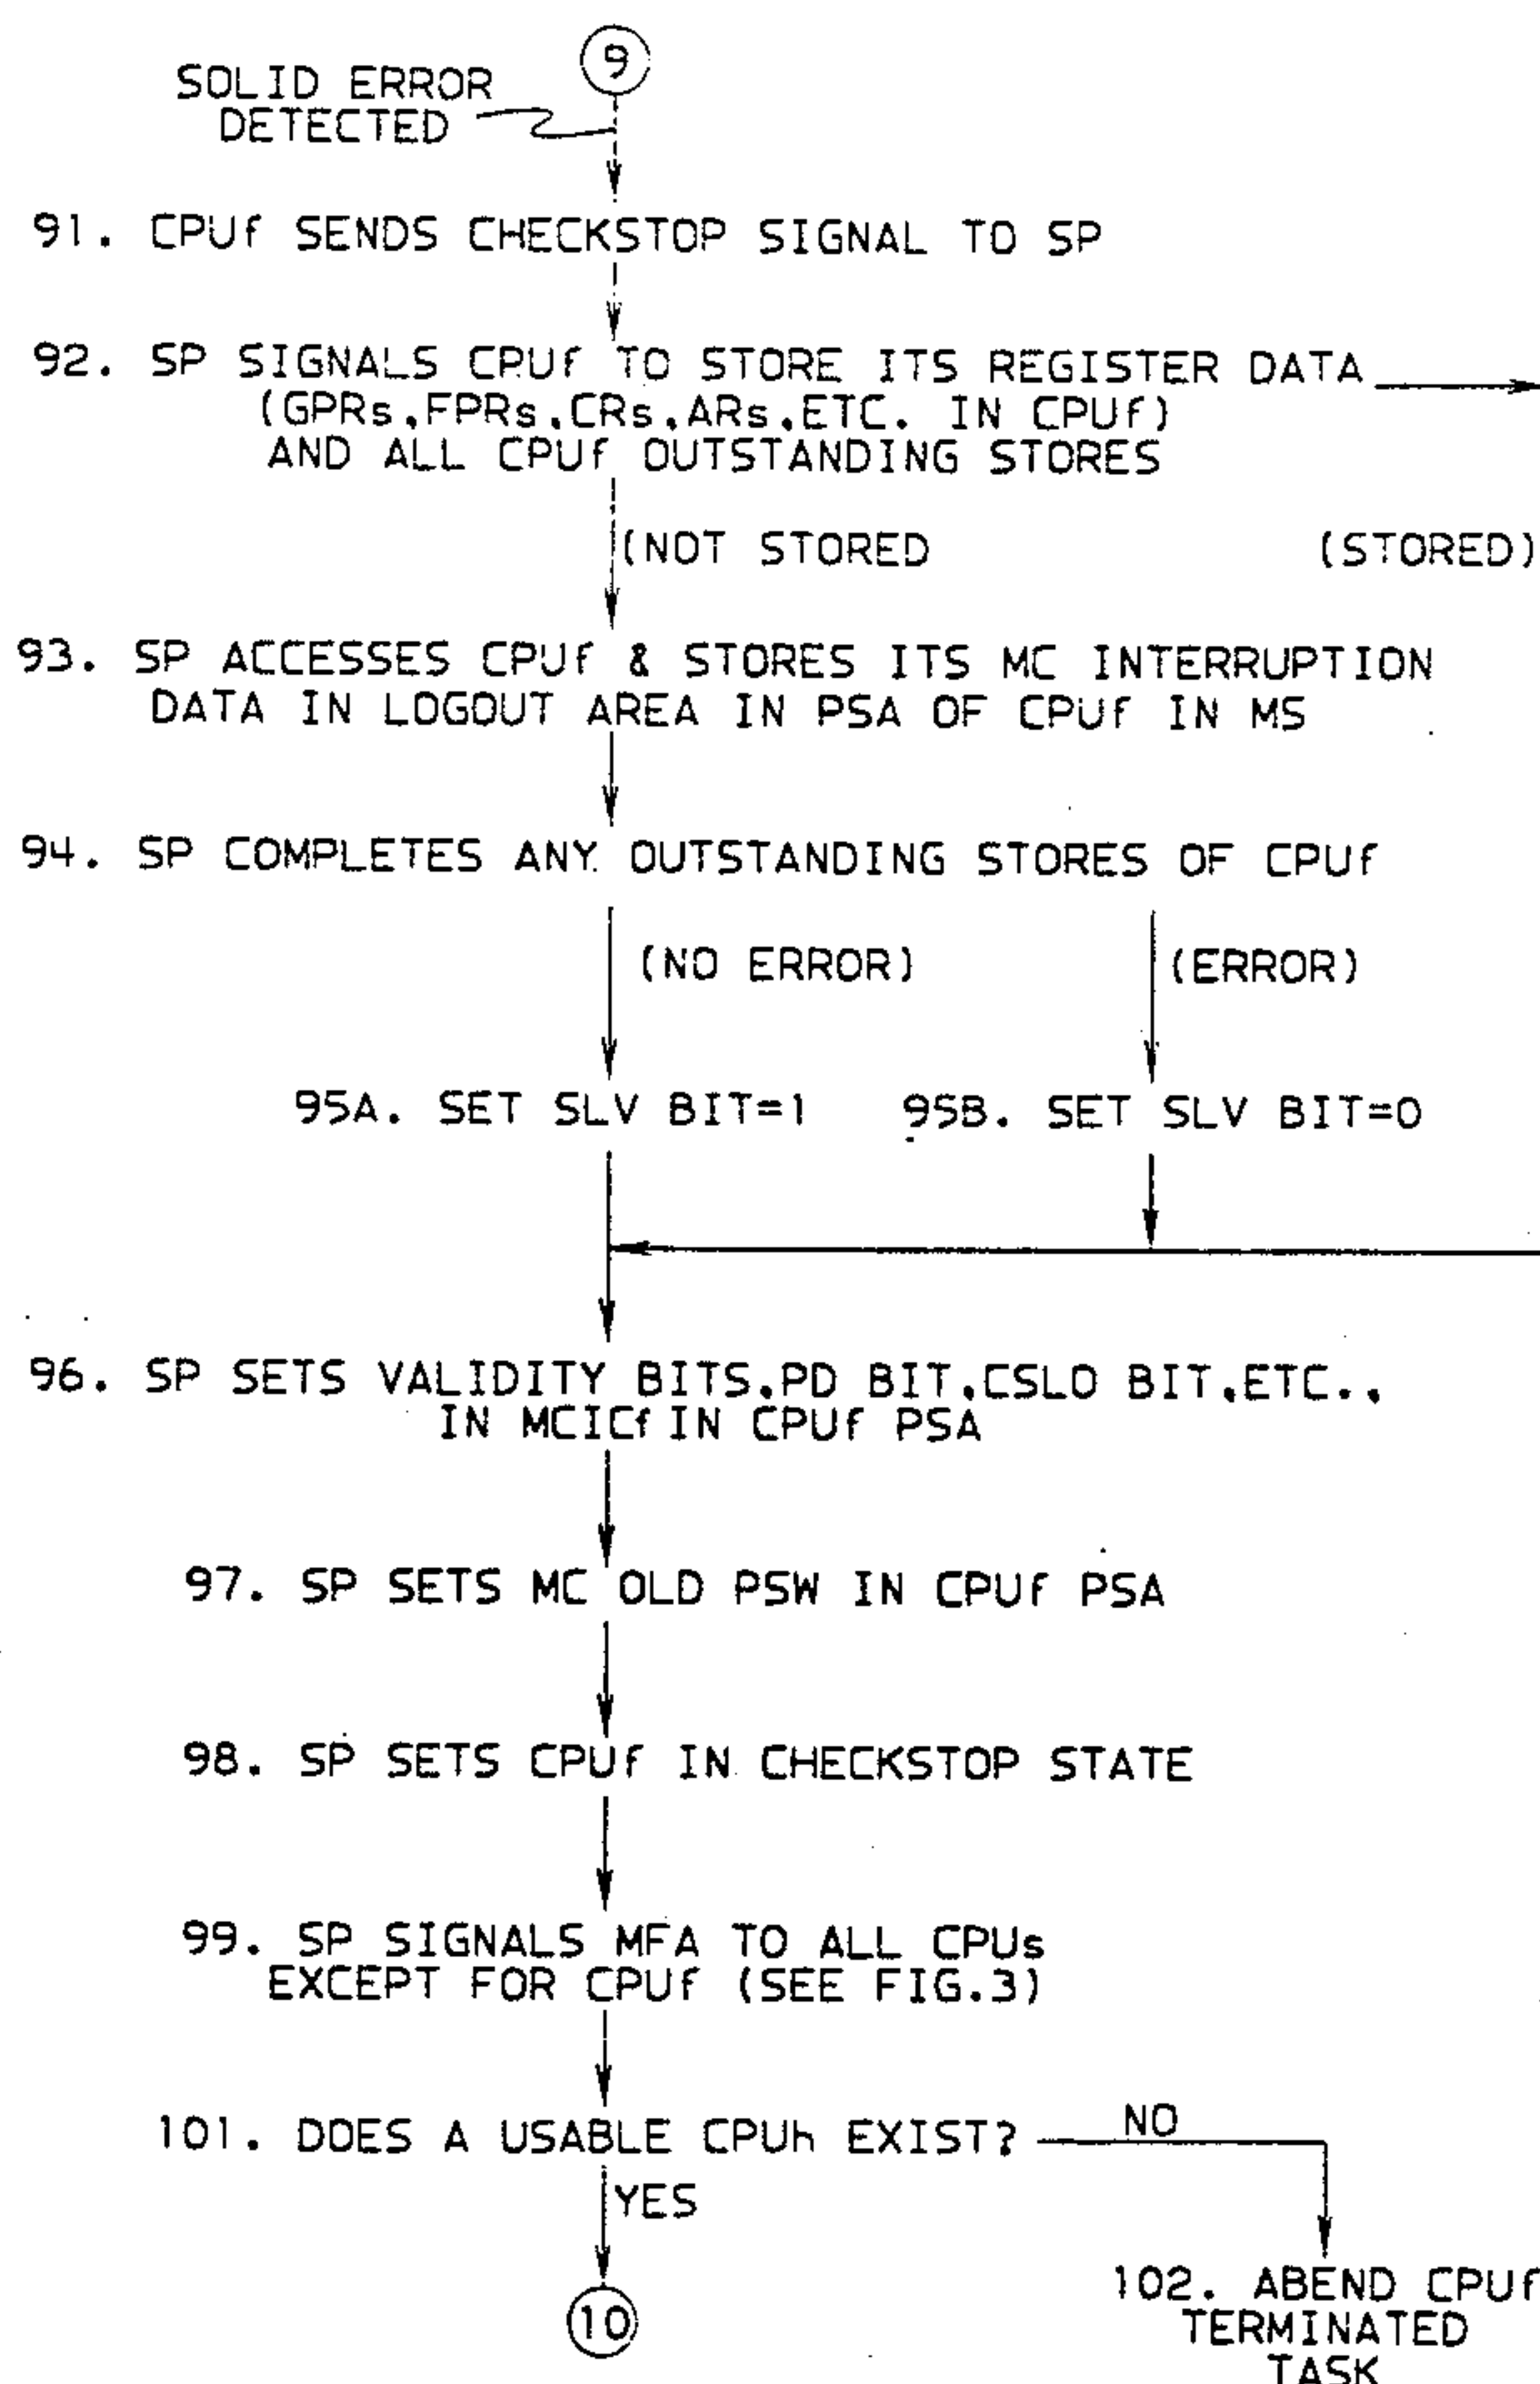 9
SOLID ERROR
DETECTED
91. CPUf SENDS CHECKSTOP SIGNAL TO SP
92. SP SIGNALS CPUf TO STORE ITS REGISTER DATA
(GPRs,FPRs,CRs,ARs,ETC. IN CPUf)
AND ALL CPUf OUTSTANDING STORES
(NOT STORED
(STORED)
93. SP ACCESSES CPUf & STORES ITS MC INTERRUPTION
DATA IN LOGOUT AREA IN PSA OF CPUf IN MS
94. SP COMPLETES ANY OUTSTANDING STORES OF CPUf
(NO ERROR)
(ERROR)
95A. SET SLV BIT=1
95B. SET SLV BIT=0
96. SP SETS VALIDITY BITS,PD BIT,CSLO BIT,ETC.,
IN MCICf IN CPUf PSA
97. SP SETS MC OLD PSW IN CPUf PSA
98. SP SETS CPUf IN CHECKSTOP STATE
99. SP SIGNALS MFA TO ALL CPUs
EXCEPT FOR CPUf (SEE FIG.3)
101. DOES A USABLE CPUh EXIST?
NO
YES
10
102. ABEND CPUf
TERMINATED
TASK